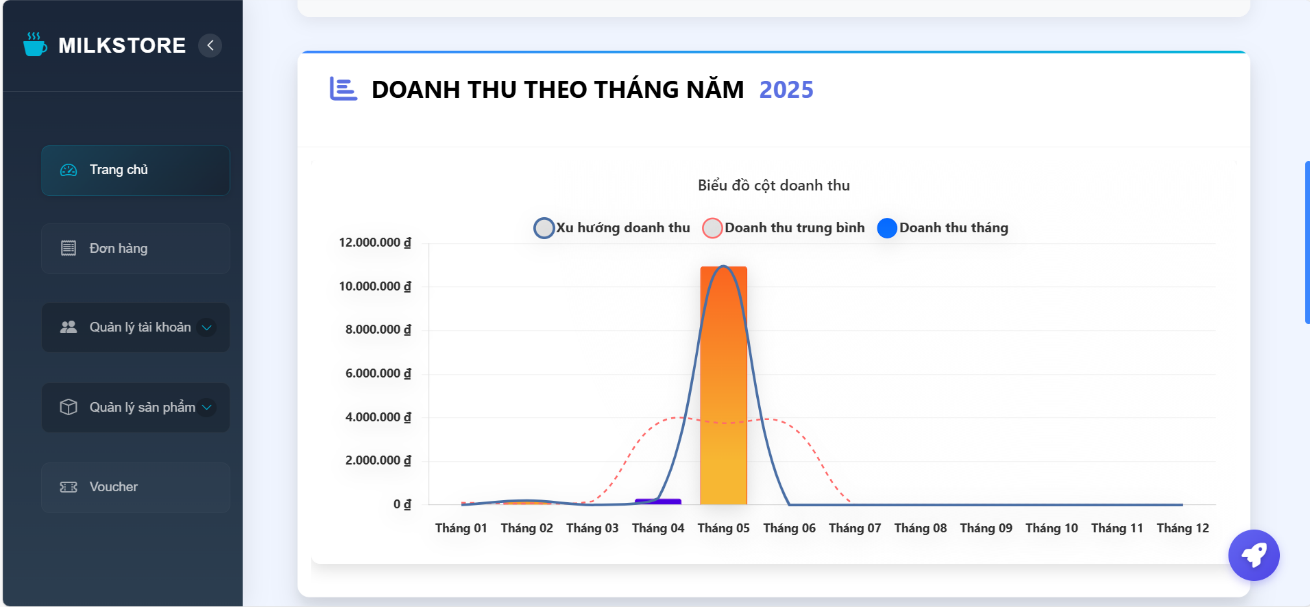 MILKSTORE
Trang chủ
Đơn hàng
Quản lý tài khoản
Quản lý sản phẩm
Voucher
DOANH THU THEO THÁNG NĂM 2025
Biểu đồ cột doanh thu
Xu hướng doanh thu Doanh thu trung bình Doanh thu tháng
12.000.000 ₫
10.000.000 ₫
8.000.000 ₫
6.000.000 ₫
4.000.000 ₫
2.000.000 ₫
0 ₫
Tháng 01 Tháng 02 Tháng 03 Tháng 04 Tháng 05 Tháng 06 Tháng 07 Tháng 08 Tháng 09 Tháng 10 Tháng 11 Tháng 12